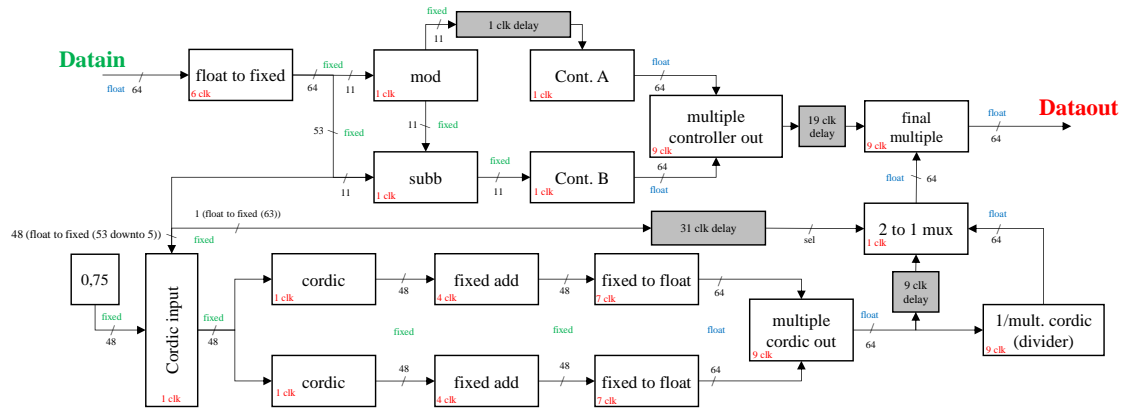 fixed
11
1 clk delay
Datain
float
64
float to fixed
6 clk
64
fixed
11
mod
1 clk
Cont. A
1 clk
float
64
53
fixed
11
fixed
multiple
controller out
9 clk
19 clk
delay
final
multiple
9 clk
float
64
Dataout
11
subb
1 clk
fixed
11
Cont. B
1 clk
64
float
float
64
1 (float to fixed (63))
48 (float to fixed (53 downto 5))
fixed
31 clk delay
sel
2 to 1 mux
1 clk
float
64
0,75
fixed
48
Cordic input
1 clk
fixed
48
cordic
1 clk
48
fixed add
4 clk
48
fixed to float
7 clk
64
9 clk
delay
fixed
fixed
float
multiple
cordic out
9 clk
float
64
1/mult. cordic
(divider)
9 clk
cordic
1 clk
48
fixed add
4 clk
48
fixed to float
7 clk
64